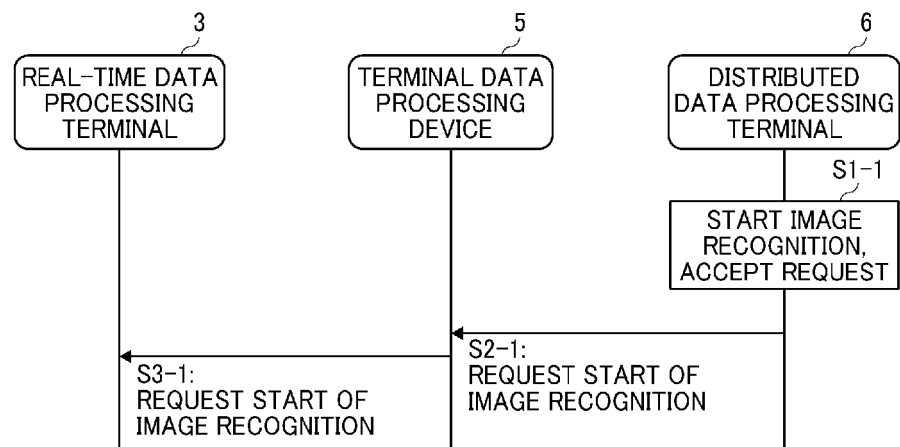 3
5
6
REAL-TIME DATA
PROCESSING
TERMINAL
TERMINAL DATA
PROCESSING
DEVICE
DISTRIBUTED
DATA PROCESSING
TERMINAL
S1-1
START IMAGE
RECOGNITION,
ACCEPT REQUEST
S2-1:
REQUEST START OF
IMAGE RECOGNITION
S3-1:
REQUEST START OF
IMAGE RECOGNITION